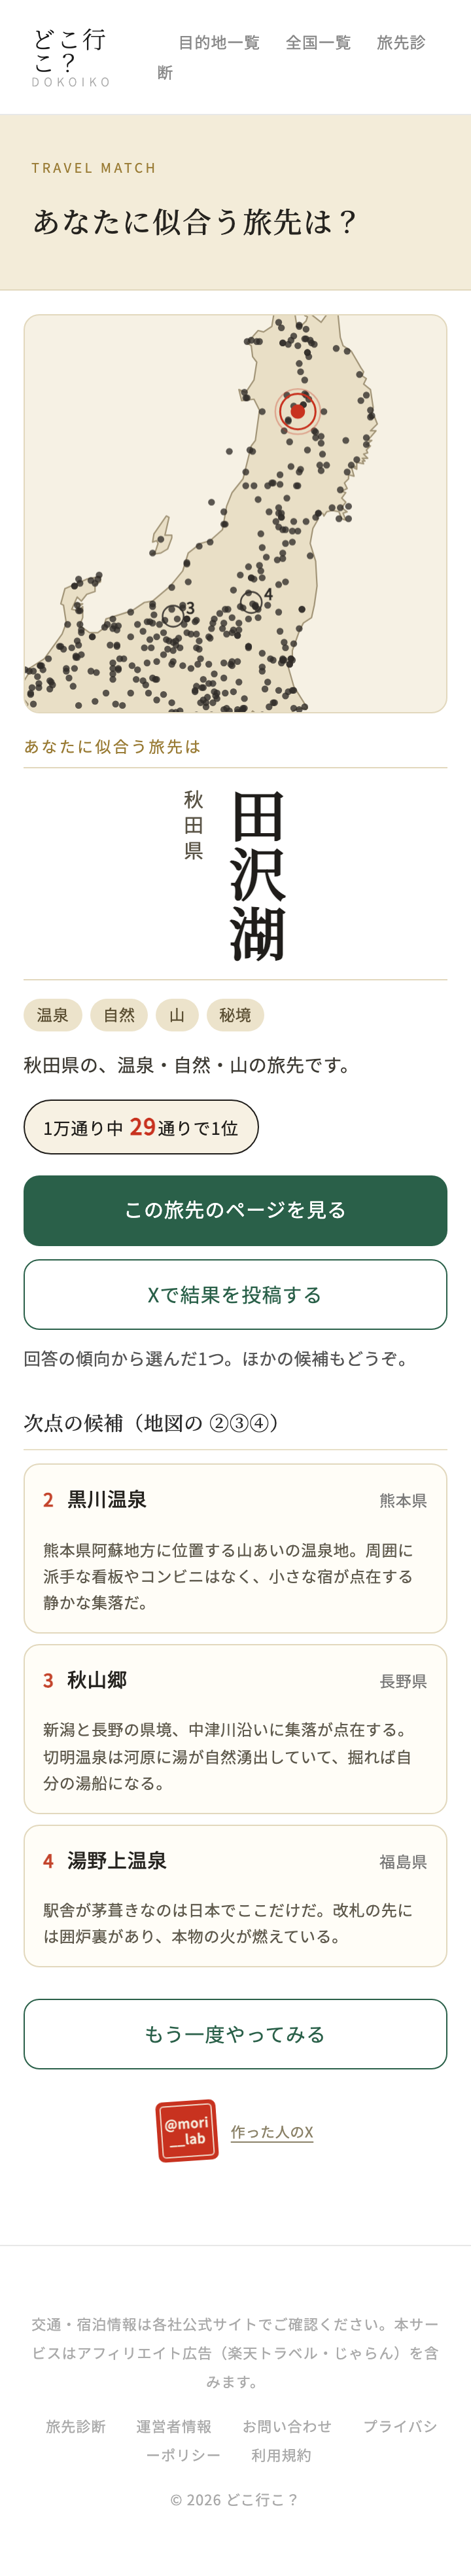 どこ行
こ？
DOKOIKO
目的地一覧 全国一覧 旅先診
断
TRAVEL MATCH
あなたに似合う旅先は？
3
4
あなたに似合う旅先は
田沢湖
秋田県
温泉 自然 山 秘境
秋田県の、温泉・自然・山の旅先です。
1万通り中 29通りで1位
この旅先のページを見る
Xで結果を投稿する
回答の傾向から選んだ1つ。ほかの候補もどうぞ。
次点の候補（地図の ②③④）
2 黒川温泉 熊本県
熊本県阿蘇地方に位置する山あいの温泉地。周囲に
派手な看板やコンビニはなく、小さな宿が点在する
静かな集落だ。
3 秋山郷 長野県
新潟と長野の県境、中津川沿いに集落が点在する。
切明温泉は河原に湯が自然湧出していて、掘れば自
分の湯船になる。
4 湯野上温泉 福島県
駅舎が茅葺きなのは日本でここだけだ。改札の先に
は囲炉裏があり、本物の火が燃えている。
もう一度やってみる
@mori
__lab
作った人のX
交通・宿泊情報は各社公式サイトでご確認ください。本サー
ビスはアフィリエイト広告（楽天トラベル・じゃらん）を含
みます。
旅先診断 運営者情報 お問い合わせ プライバシ
ーポリシー 利用規約
© 2026 どこ行こ？